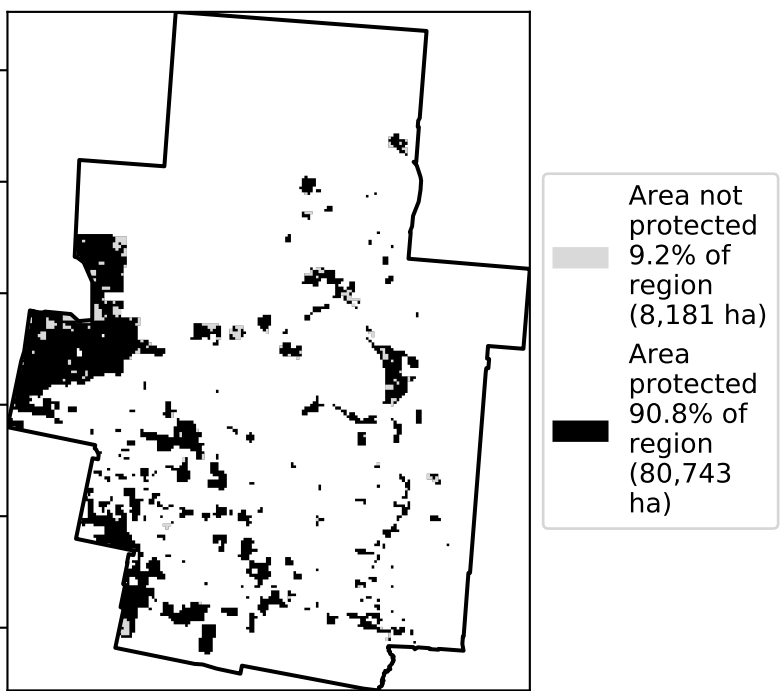 Area not
protected
9.2% of
region
(8,181 ha)
Area
protected
90.8% of
region
(80,743
ha)